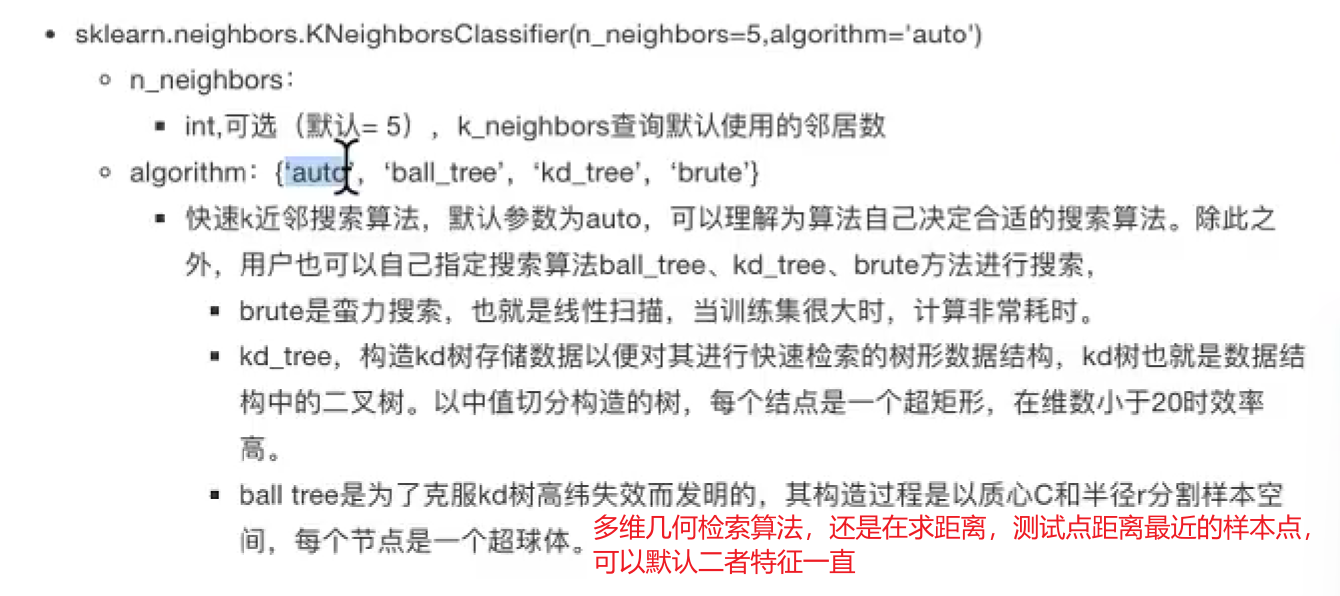 sklearn.neighbors.KNeighborsClassifier(n_neighbors=5,algorithm='auto')
n_neighbors：
int,可选（默认= 5），k_neighbors查询默认使用的邻居数
algorithm：{‘auto’，‘ball_tree’，‘kd_tree’，‘brute’}
快速k近邻搜索算法，默认参数为auto，可以理解为算法自己决定合适的搜索算法。除此之
外，用户也可以自己指定搜索算法ball_tree、kd_tree、brute方法进行搜索，
brute是蛮力搜索，也就是线性扫描，当训练集很大时，计算非常耗时。
kd_tree，构造kd树存储数据以便对其进行快速检索的树形数据结构，kd树也就是数据结
构中的二叉树。以中值切分构造的树，每个结点是一个超矩形，在维数小于20时效率
高。
ball tree是为了克服kd树高纬失效而发明的，其构造过程是以质心C和半径r分割样本空
间，每个节点是一个超球体。
多维几何检索算法，还是在求距离，测试点距离最近的样本点，
可以默认二者特征一直